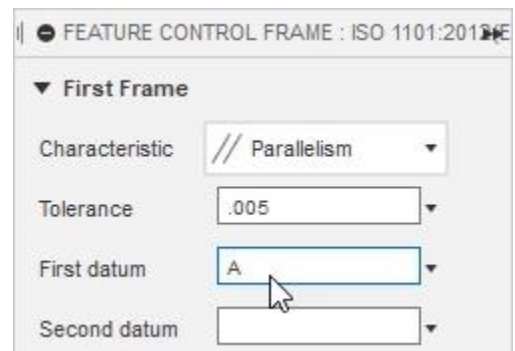 FEATURE CONTROL FRAME : ISO 1101:2012(E
First Frame
Characteristic // Parallelism
Tolerance .005
First datum A
Second datum